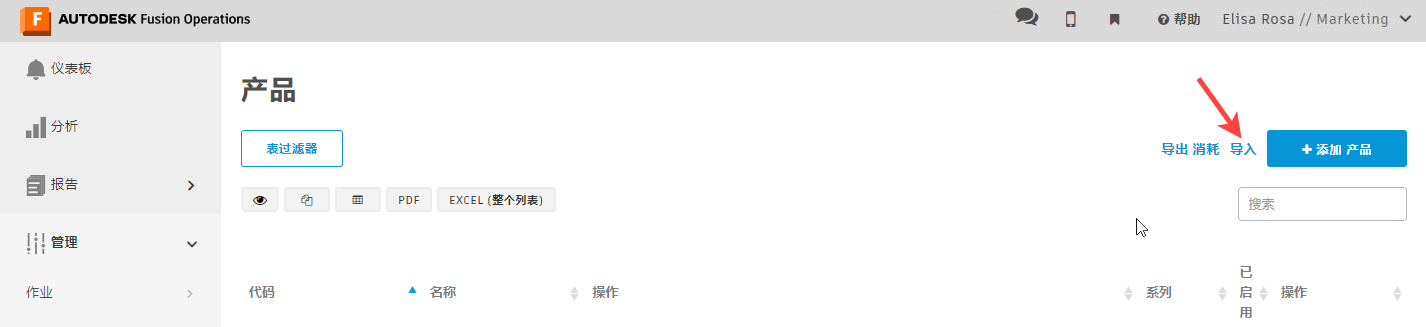 F AUTODESK Fusion Operations
帮助
Elisa Rosa // Marketing
仪表板
分析
报告
管理
作业
产品
表过滤器
导出 消耗 导入
+ 添加 产品
PDF
EXCEL (整个列表)
搜索
代码 名称 操作 系列
已
启
用
操作